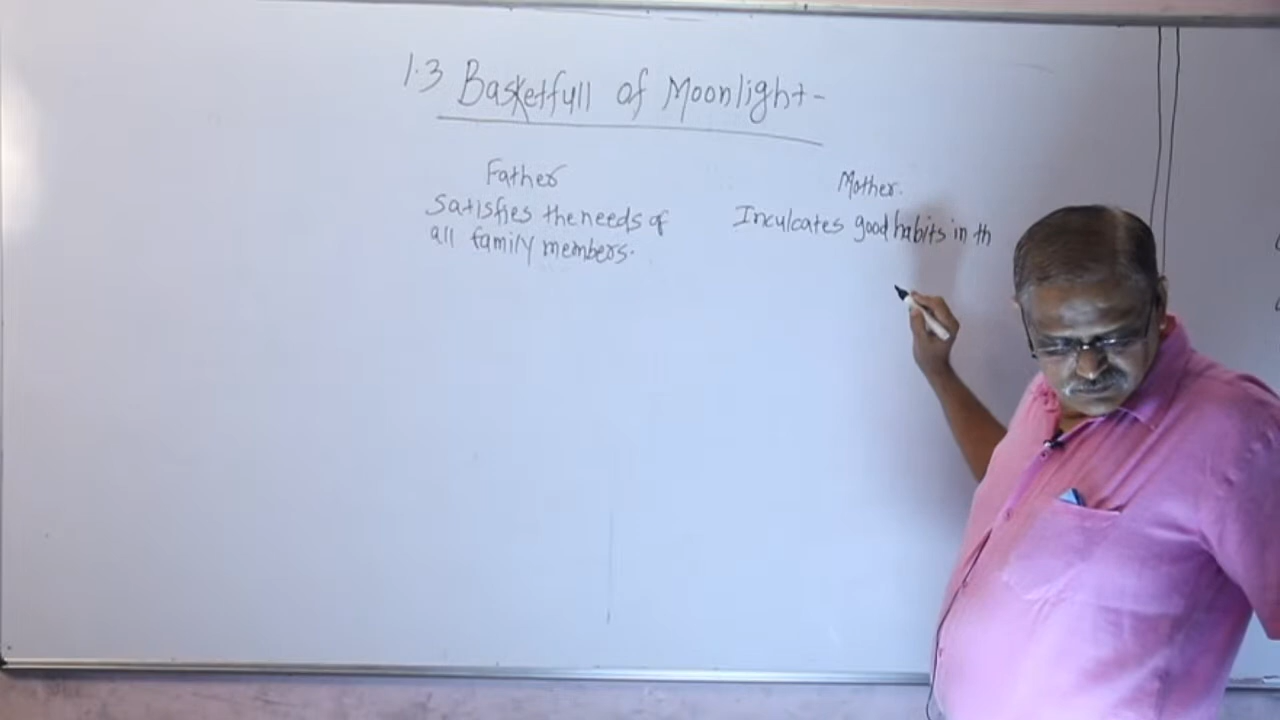 1.3 Basketfull of Moonlight-
Father
Satisfies the needs of
all family members.
Mother.
Inculcates good habits in th